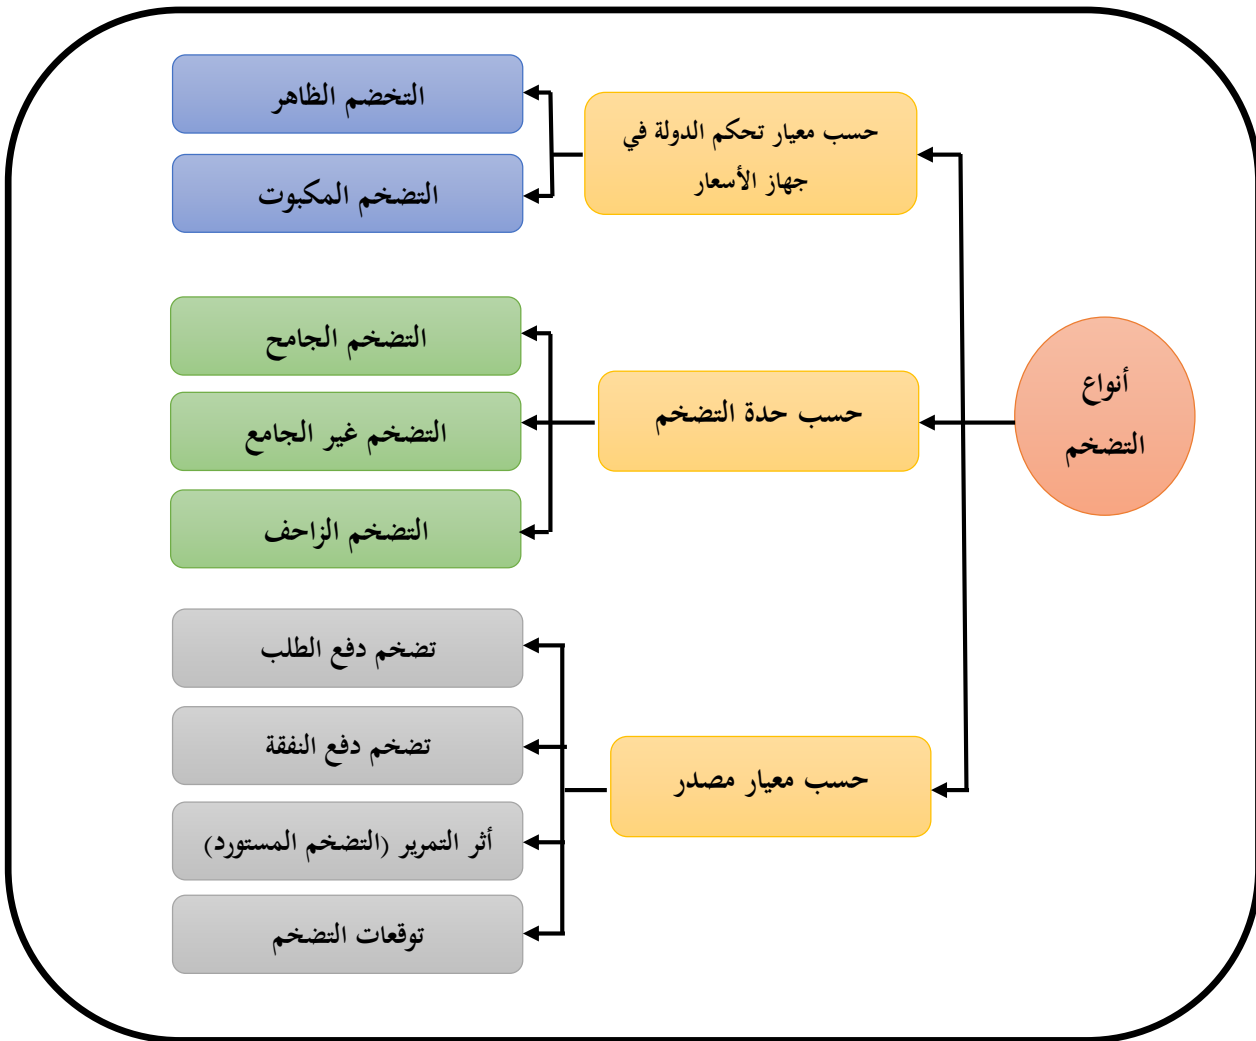 أنواع
التضخم
حسب معيار تحكم الدولة في
جهاز الأسعار
التخضم الظاهر
التضخم المكبوت
حسب حدة التضخم
التضخم الجامح
التضخم غير الجامع
التضخم الزاحف
حسب معيار مصدر
تضخم دفع الطلب
تضخم دفع النفقة
أثر التمرير (التضخم المستورد)
توقعات التضخم